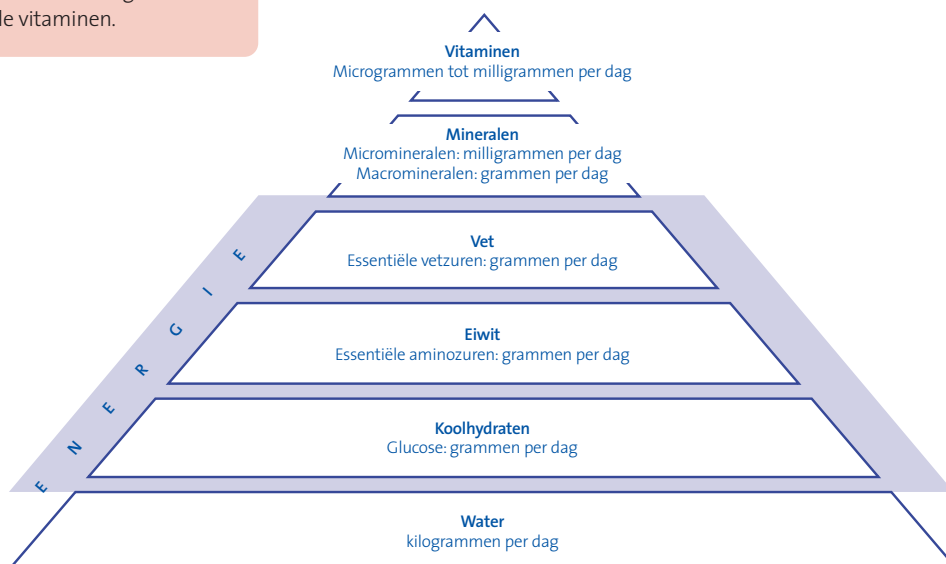 le vitaminen.
Vitaminen
Microgrammen tot milligrammen per dag
Mineralen
Micromineralen: milligrammen per dag
Macromineralen: grammen per dag
Vet
Essentiële vetzuren: grammen per dag
Eiwit
Essentiële aminozuren: grammen per dag
Koolhydraten
Glucose: grammen per dag
Water
kilogrammen per dag
E N E R G I E